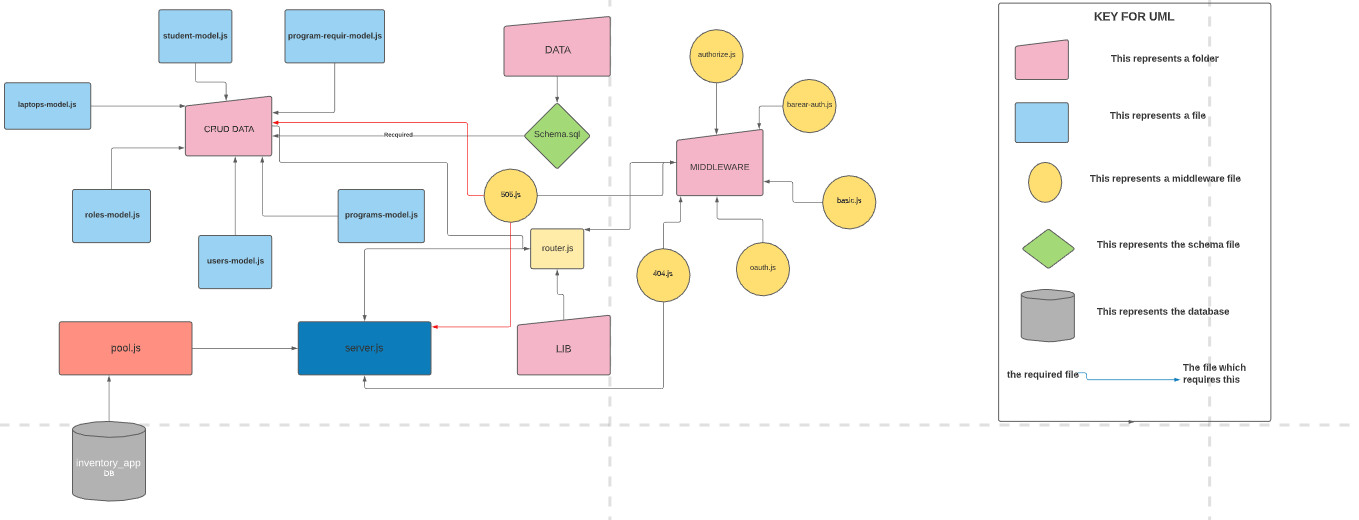 student-model.js
program-requir-model.js
laptops-model.js
CRUD DATA
roles-model.js
users-model.js
programs-model.js
DATA
Schema.sql
Recquired
505.js
router.js
LIB
pool.js
server.js
inventory_app
DB
authorize.js
barear-auth.js
MIDDLEWARE
basic.js
404.js
oauth.js
KEY FOR UML
This represents a folder
This represents a file
This represents a middleware file
This represents the schema file
This represents the database
the required file
The file which
requires this